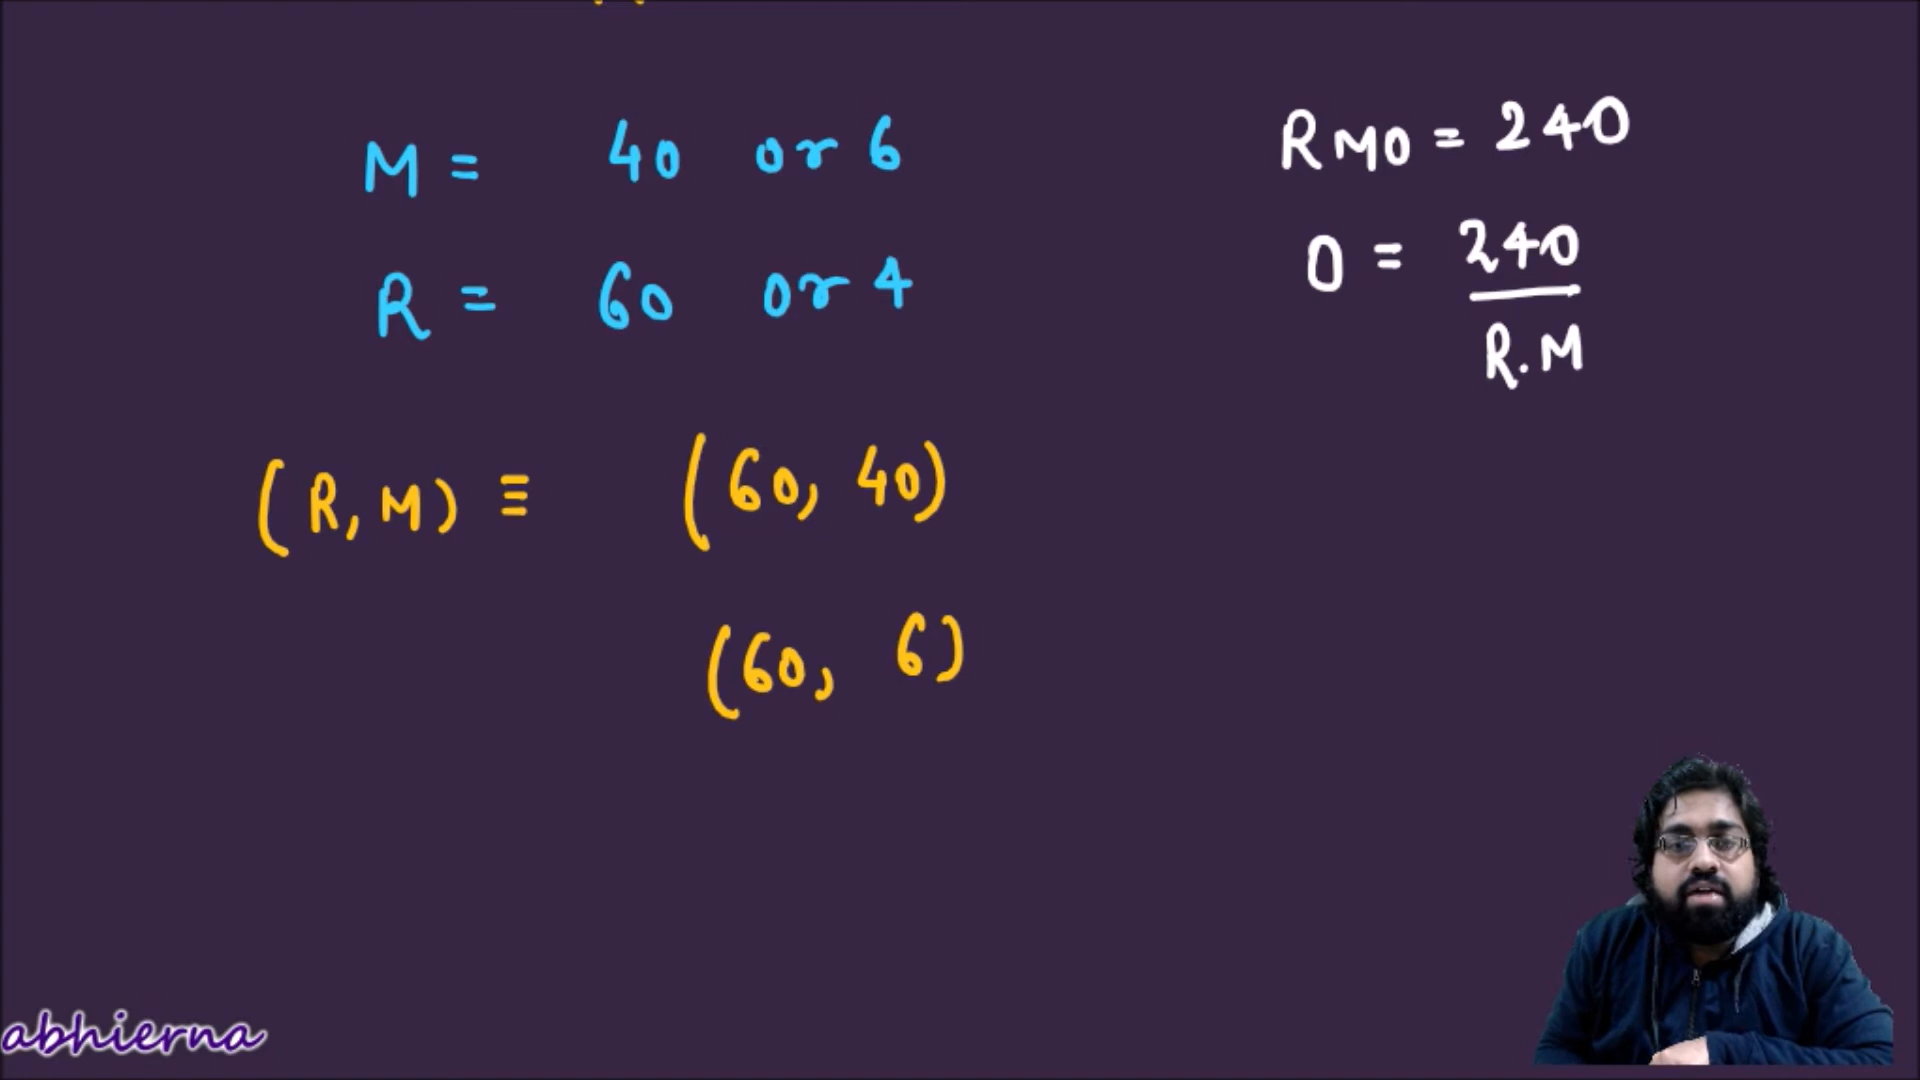 M = 40 or 6
R = 60 or 4
(R, M) ≡ (60, 40)
(60, 6)
RMO = 240
O = 240
R.M
abhierna